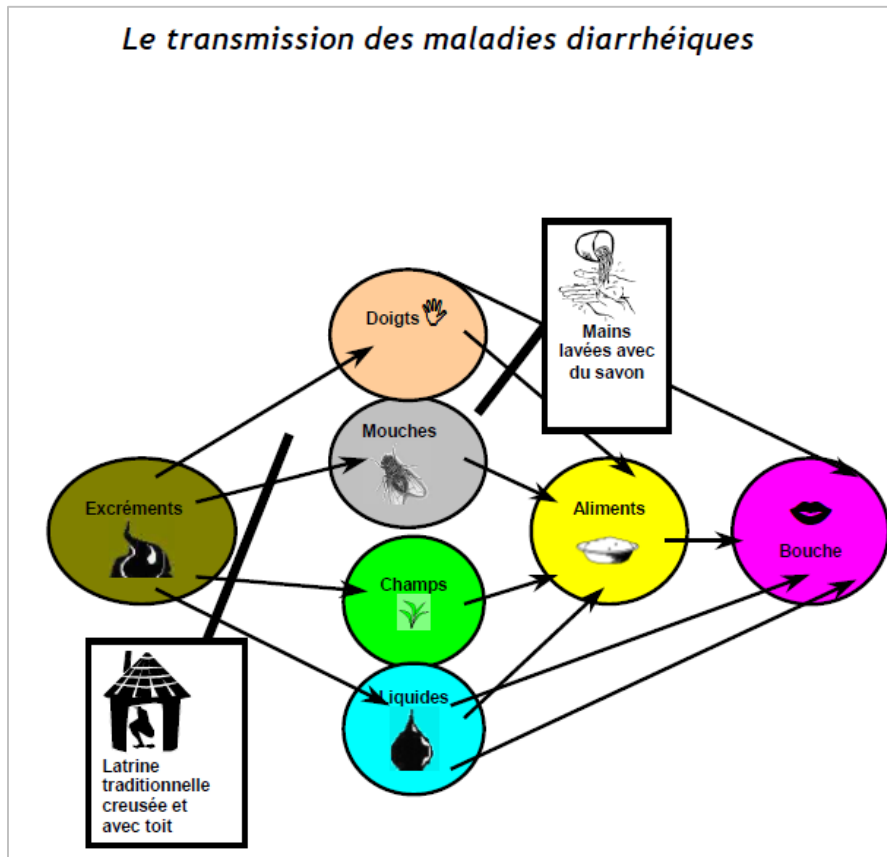 Le transmission des maladies diarrhéiques
Doigts
Mains
lavées avec
du savon
Mouches
Excréments
Aliments
Bouche
Champs
Liquides
Latrine
traditionnelle
creusée et
avec toit